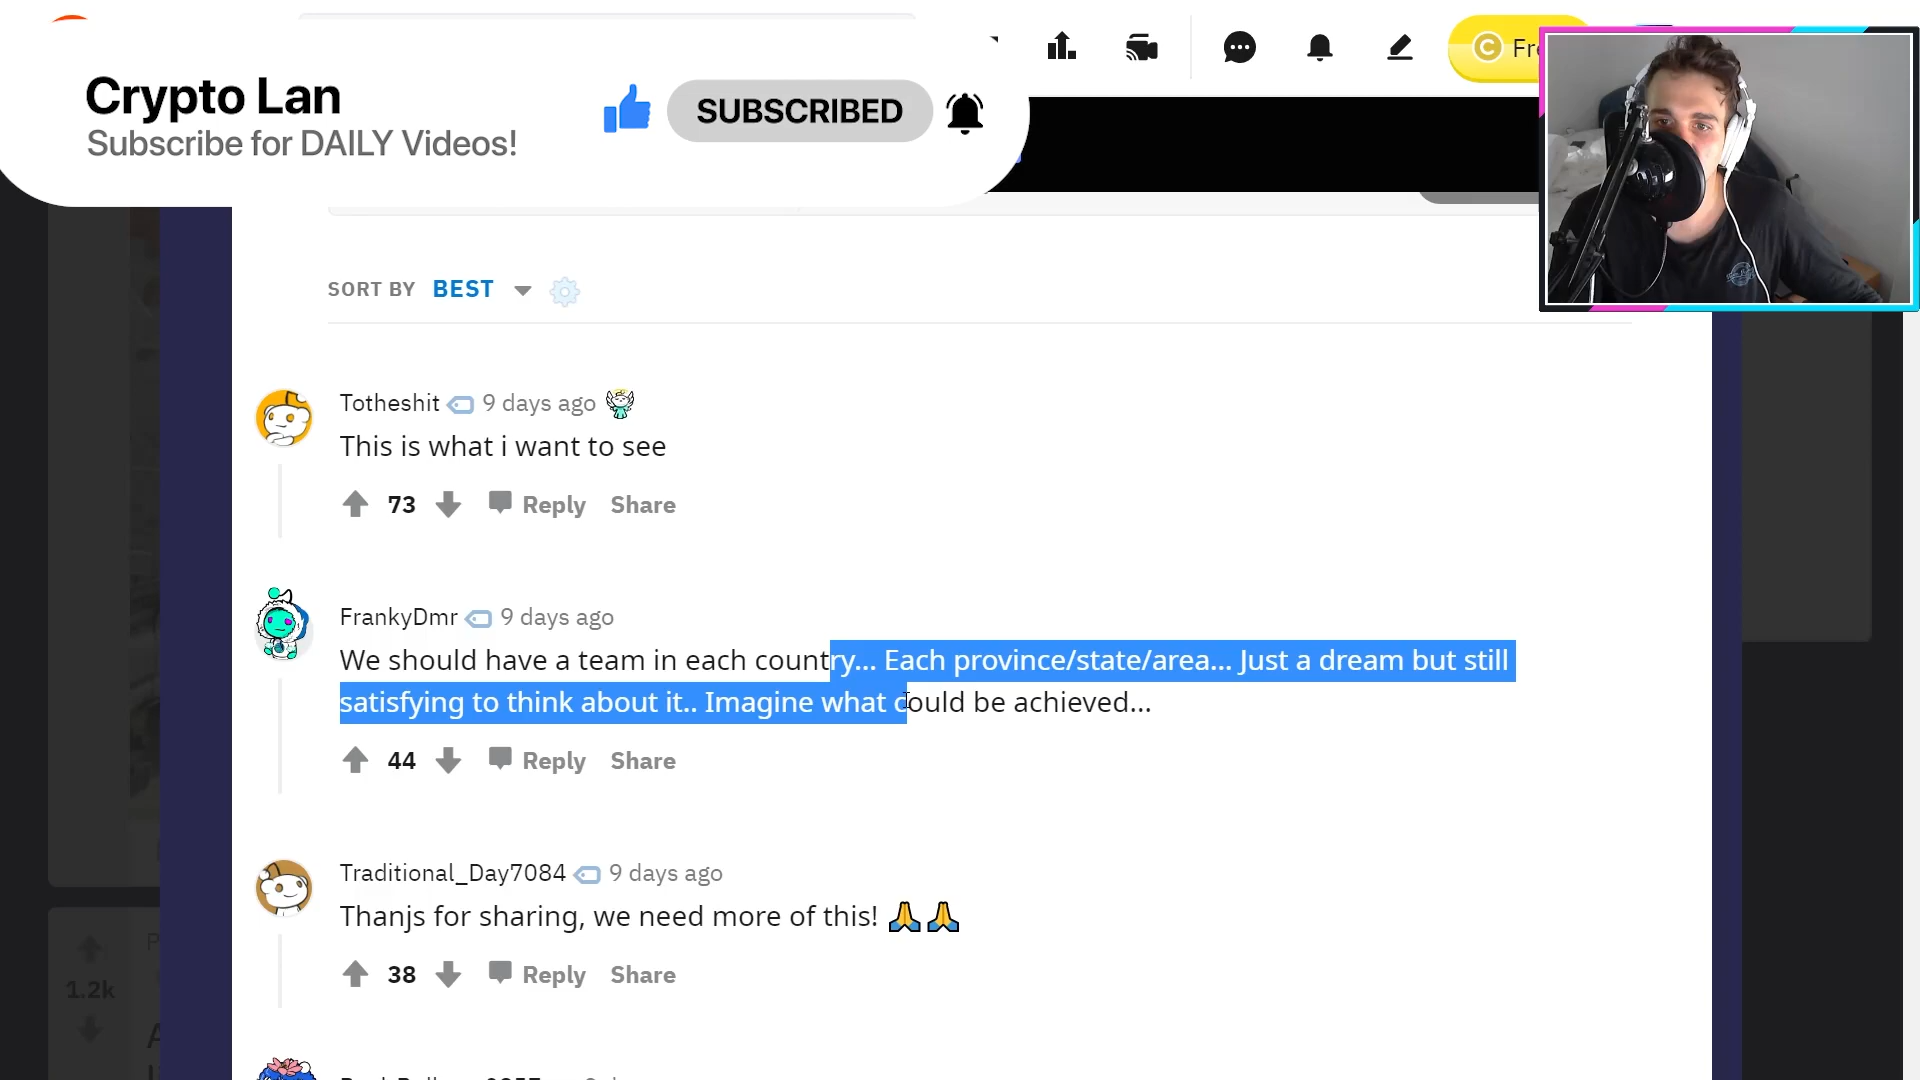 Crypto Lan
Subscribe for DAILY Videos!
SUBSCRIBED
SORT BY BEST
Totheshit 9 days ago
This is what i want to see
73 Reply Share
FrankyDmr 9 days ago
We should have a team in each country... Each province/state/area... Just a dream but still
satisfying to think about it.. Imagine what could be achieved...
44 Reply Share
Traditional_Day7084 9 days ago
Thanjs for sharing, we need more of this! 🙏🙏
38 Reply Share
1.2k